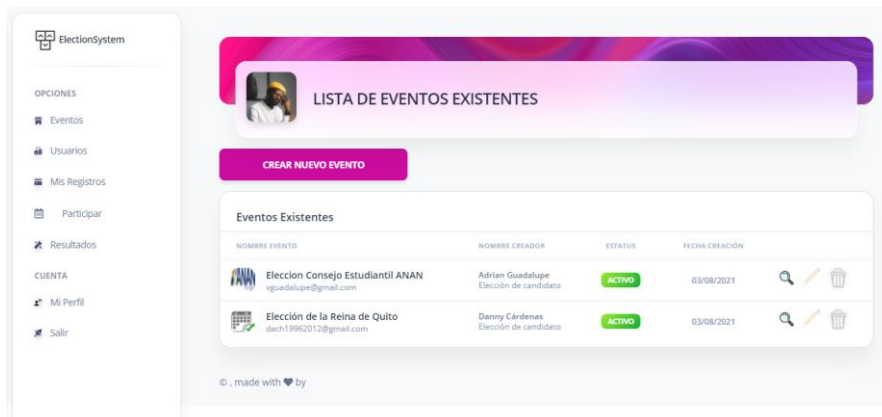 ElectionSystem
OPCIONES
Eventos
Usuarios
Mis Registros
Participar
Resultados
CUENTA
Mi Perfil
Salir
LISTA DE EVENTOS EXISTENTES
CREAR NUEVO EVENTO
Eventos Existentes
NOMBRE EVENTO NOMBRE CREADOR ESTATUS FECHA CREACIÓN
Eleccion Consejo Estudiantil ANAN Adrian Guadalupe ACTIVO 03/08/2021
vguadalupe@gmail.com Elección de candidato
Elección de la Reina de Quito Danny Cárdenas ACTIVO 03/08/2021
dach19962012@gmail.com Elección de candidato
© , made with ♥ by